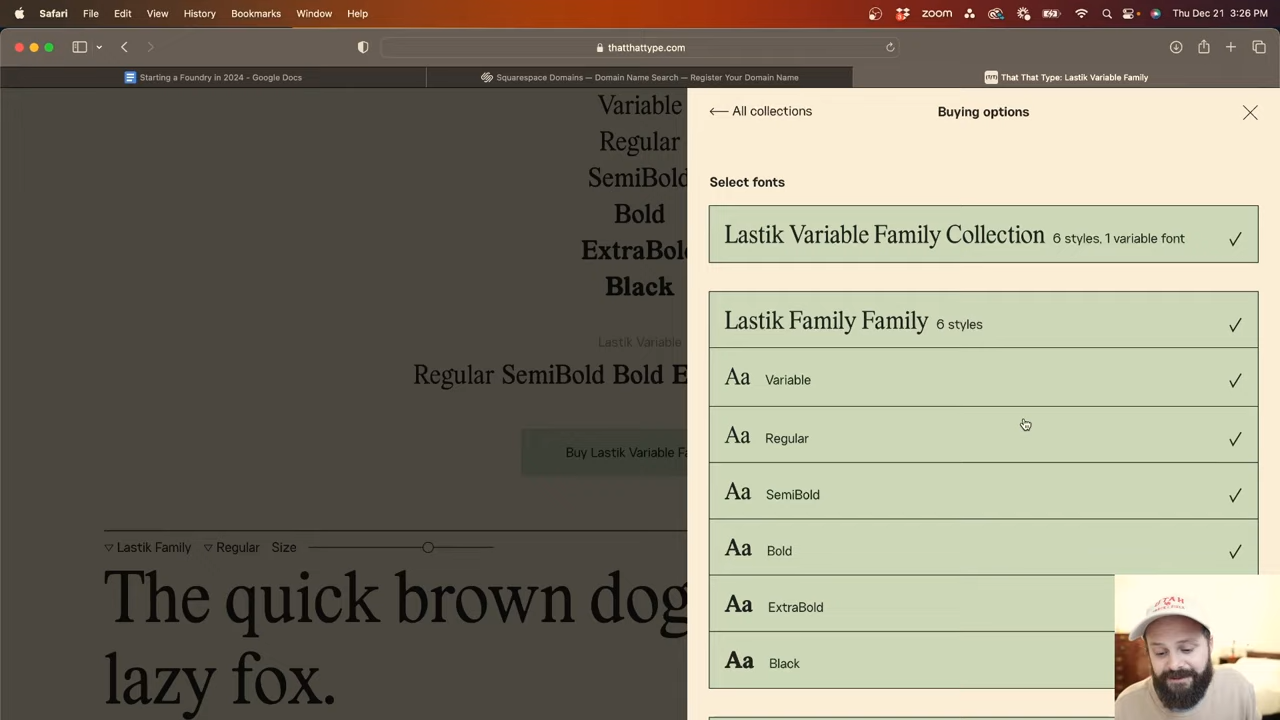 Safari File Edit View History Bookmarks Window Help zoom Thu Dec 21 3:26 PM
thatthattype.com
Starting a Foundry in 2024 - Google Docs
Squarespace Domains — Domain Name Search — Register Your Domain Name
That That Type: Lastik Variable Family
Variable
Regular
SemiBold
Bold
ExtraBol
Black
Lastik Variable
Regular SemiBold Bold E
Buy Lastik Variable Fa
Lastik Family Regular Size
The quick brown dog
lazy fox.
All collections
Buying options
Select fonts
Lastik Variable Family Collection 6 styles, 1 variable font
Lastik Family Family 6 styles
Aa Variable
Aa Regular
Aa SemiBold
Aa Bold
Aa ExtraBold
Aa Black
UTAH